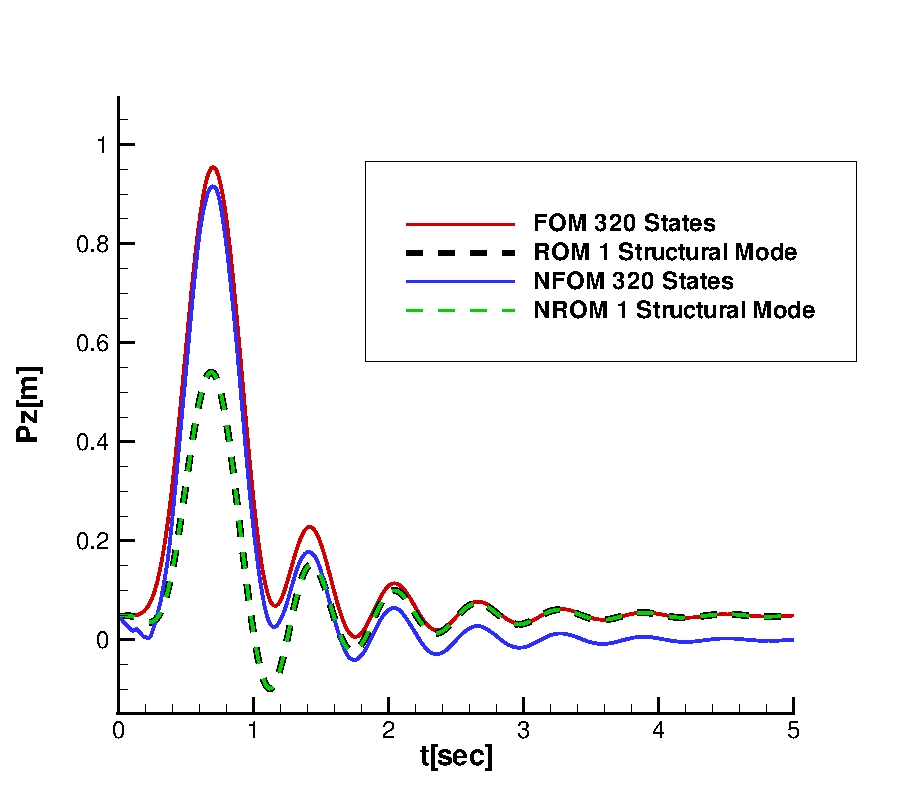 FOM 320 States
ROM 1 Structural Mode
NFOM 320 States
NROM 1 Structural Mode
Pz[m]
1
0.8
0.6
0.4
0.2
0
0 1 2 3 4 5
t[sec]